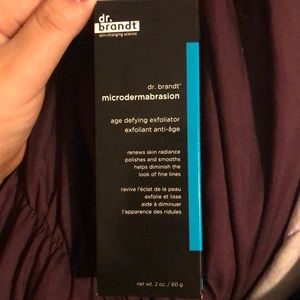 dr.
brandt
skin-changing science
dr. brandt®
microdermabrasion
age defying exfoliator
exfoliant anti-âge
renews skin radiance
polishes and smooths
helps diminish the
look of fine lines
ravive l'éclat de la peau
exfolie et lisse
aide à diminuer
l'apparence des ridules
net. wt. 2 oz. / 60 g